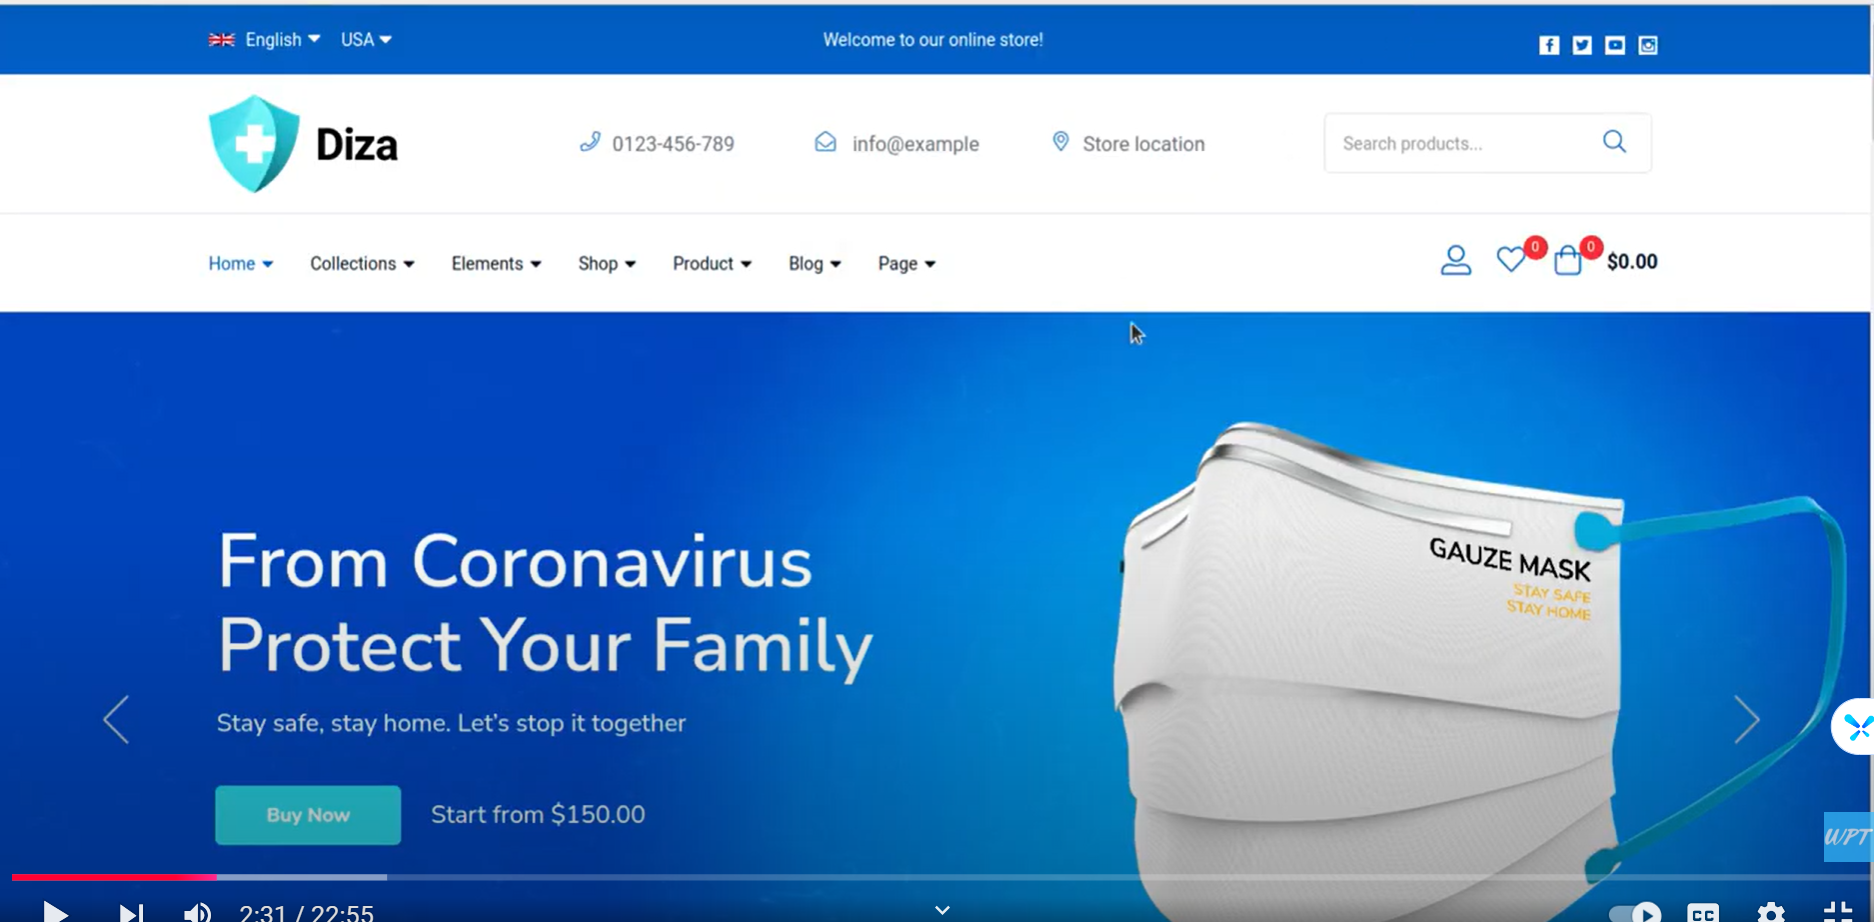 English USA
Welcome to our online store!
Diza
0123-456-789
info@example
Store location
Search products...
Home Collections Elements Shop Product Blog Page
0
0
$0.00
From Coronavirus
Protect Your Family
Stay safe, stay home. Let's stop it together
Buy Now
Start from $150.00
GAUZE MASK
STAY SAFE
STAY HOME
WPT
2:31 / 22:55
CC